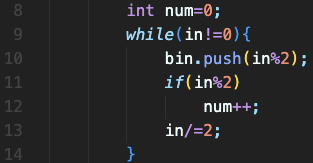 8 int num=0;
9 while(in!=0){
10 bin.push(in%2);
11 if(in%2)
12 num++;
13 in/=2;
14 }